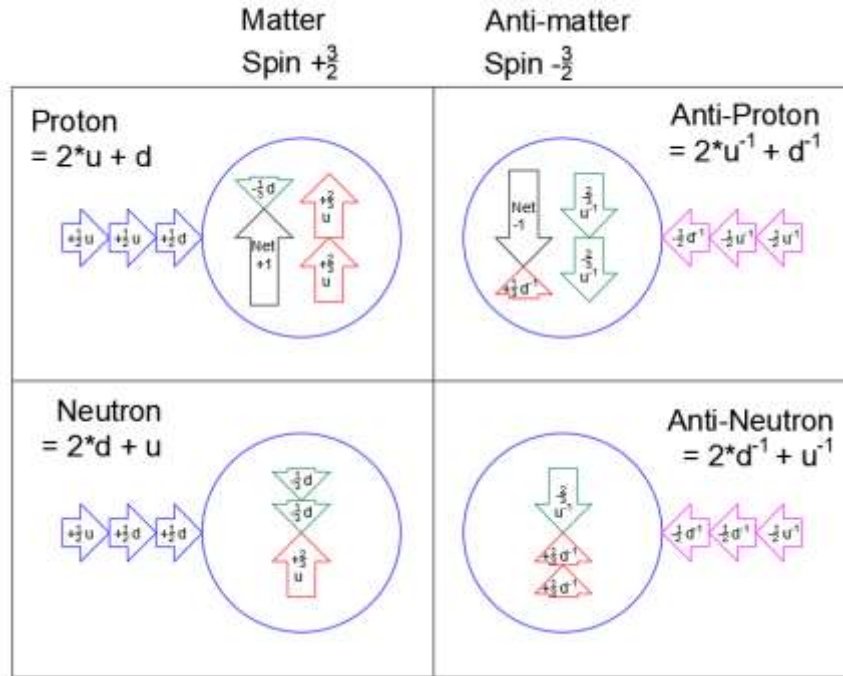 Matter
Spin +3/2
Anti-matter
Spin -3/2
Proton
= 2*u + d
+½ u
+½ u
+½ d
-⅓ d
Net
+1
+⅔
u
+⅔
u
Anti-Proton
= 2*u⁻¹ + d⁻¹
Net
-1
-⅔
u⁻¹
-⅔
u⁻¹
+⅓ d⁻¹
-½ d⁻¹
-½ u⁻¹
-½ u⁻¹
Neutron
= 2*d + u
+½ u
+½ d
+½ d
-⅓ d
-⅓ d
+⅔
u
Anti-Neutron
= 2*d⁻¹ + u⁻¹
-⅔
u⁻¹
+⅓ d⁻¹
+⅓ d⁻¹
-½ d⁻¹
-½ d⁻¹
-½ u⁻¹